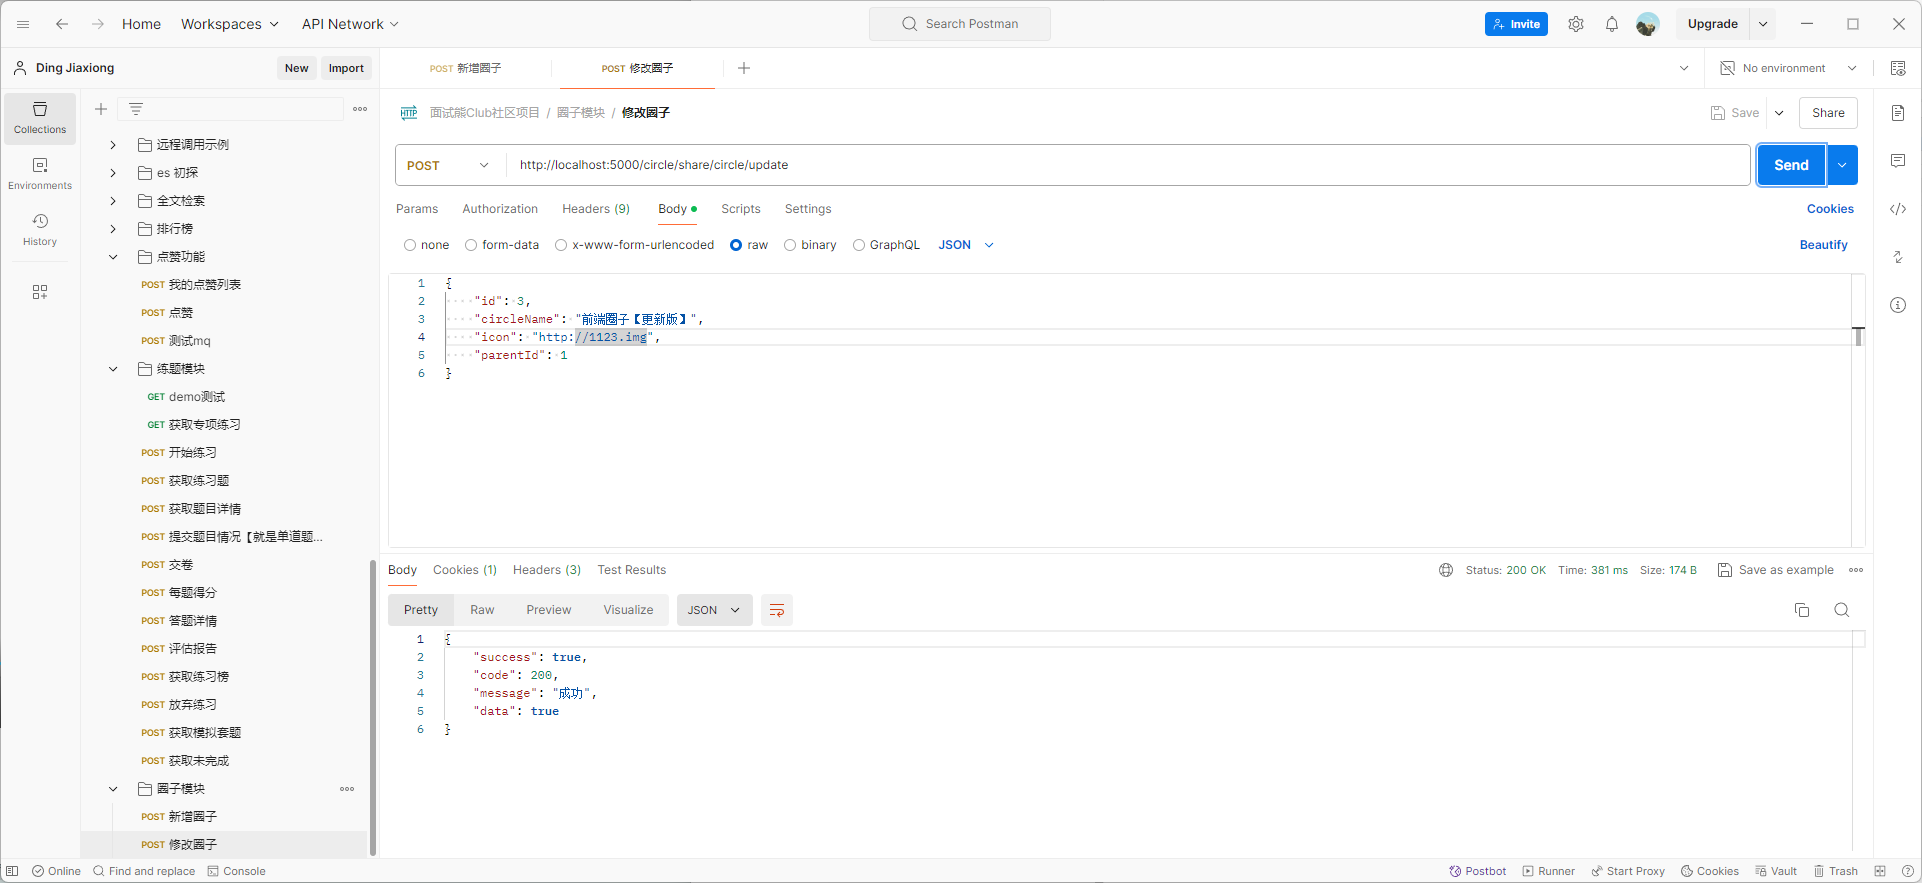 Home Workspaces API Network Search Postman Invite Upgrade
Ding Jiaxiong New Import POST 新增圈子 POST 修改圈子 No environment
Collections
Environments
History
远程调用示例
es 初探
全文检索
排行榜
点赞功能
POST 我的点赞列表
POST 点赞
POST 测试mq
练题模块
GET demo测试
GET 获取专项练习
POST 开始练习
POST 获取练习题
POST 获取题目详情
POST 提交题目情况【就是单道题...
POST 交卷
POST 每题得分
POST 答题详情
POST 评估报告
POST 获取练习榜
POST 放弃练习
POST 获取模拟套题
POST 获取未完成
圈子模块
POST 新增圈子
POST 修改圈子
HTTP 面试熊Club社区项目 / 圈子模块 / 修改圈子 Save Share
POST http://localhost:5000/circle/share/circle/update Send
Params Authorization Headers (9) Body Scripts Settings Cookies
none form-data x-www-form-urlencoded raw binary GraphQL JSON Beautify
1 {
2 "id": 3,
3 "circleName": "前端圈子【更新版】",
4 "icon": "http://1123.img",
5 "parentId": 1
6 }
Body Cookies (1) Headers (3) Test Results Status: 200 OK Time: 381 ms Size: 174 B Save as example
Pretty Raw Preview Visualize JSON
1 {
2 "success": true,
3 "code": 200,
4 "message": "成功",
5 "data": true
6 }
Online Find and replace Console Postbot Runner Start Proxy Cookies Vault Trash